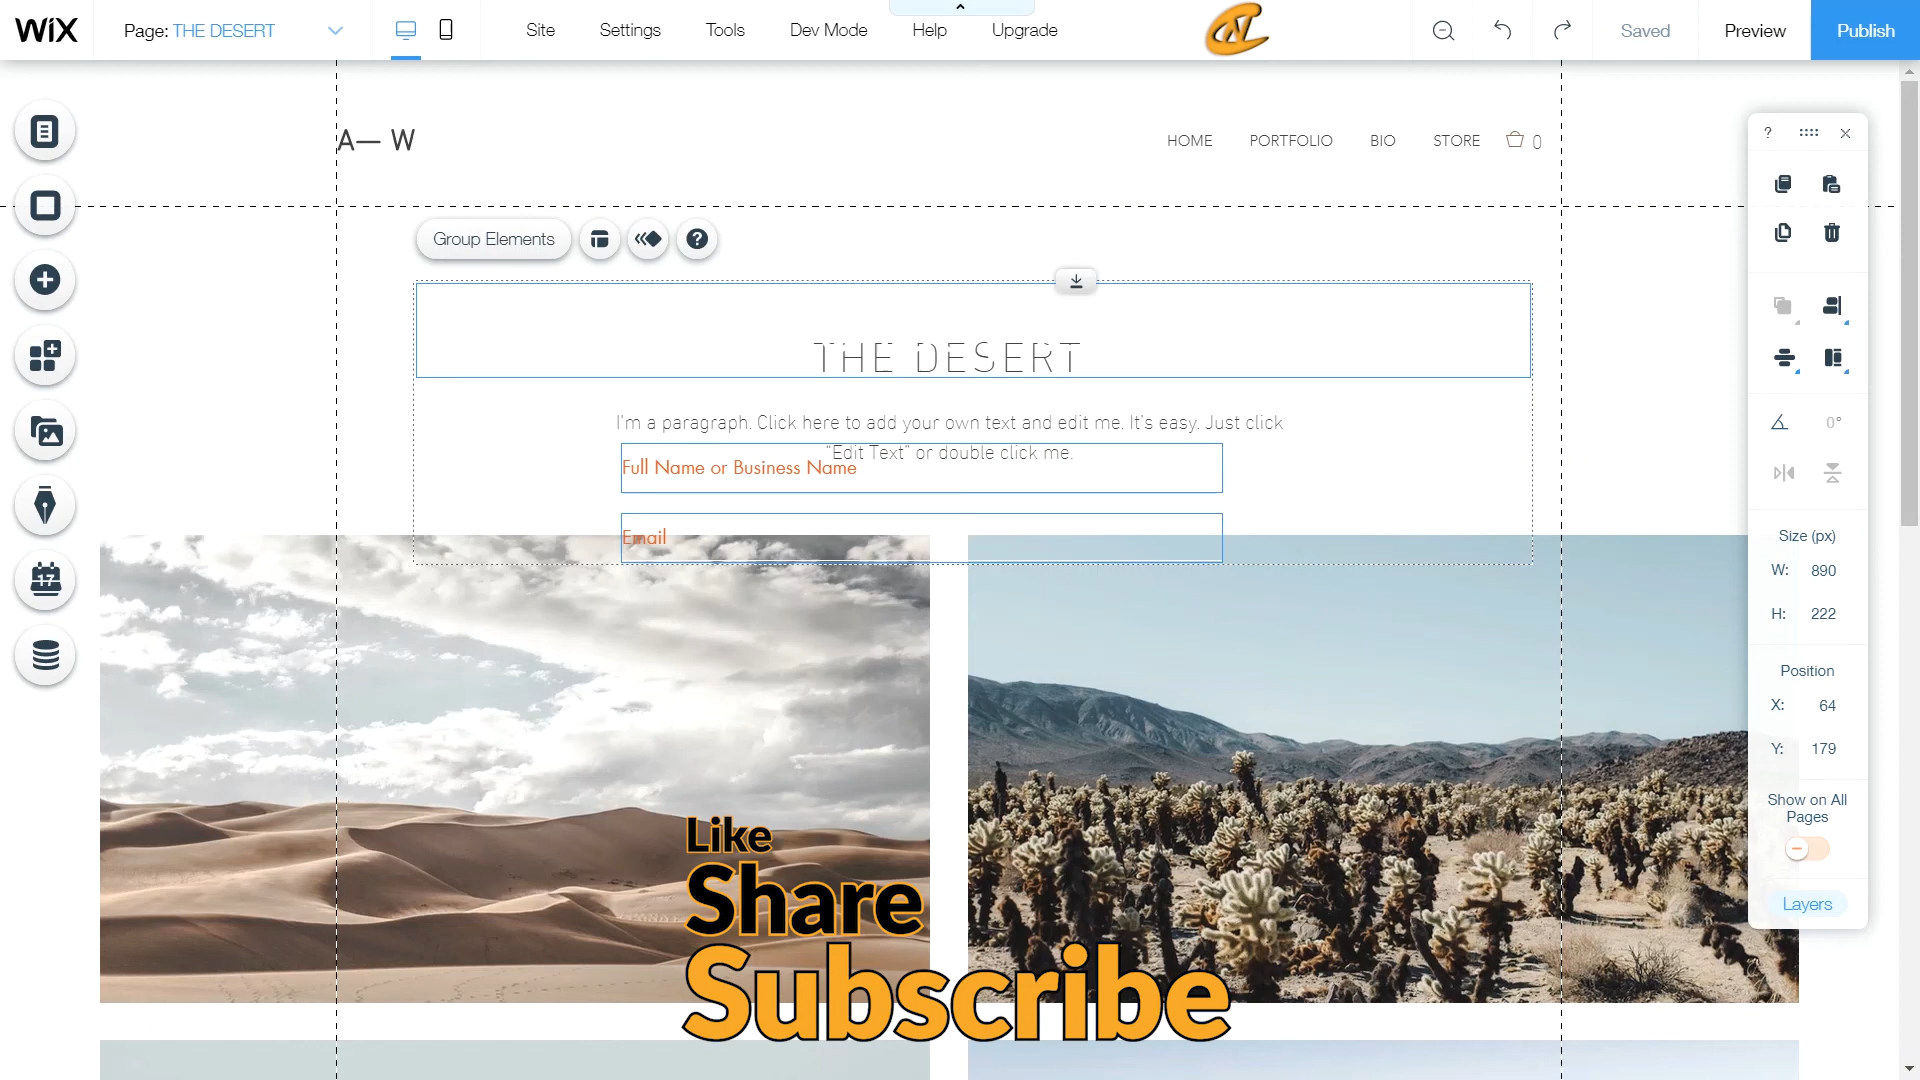 WiX
Page: THE DESERT
Site
Settings
Tools
Dev Mode
Help
Upgrade
Saved
Preview
Publish
A— W
HOME
PORTFOLIO
BIO
STORE
0
?
Group Elements
?
THE DESERT
I'm a paragraph. Click here to add your own text and edit me. It's easy. Just click
"Edit Text" or double click me.
Full Name or Business Name
Email
17
0°
Size (px)
W: 890
H: 222
Position
X: 64
Y: 179
Show on All
Pages
Layers
Like
Share
Subscribe